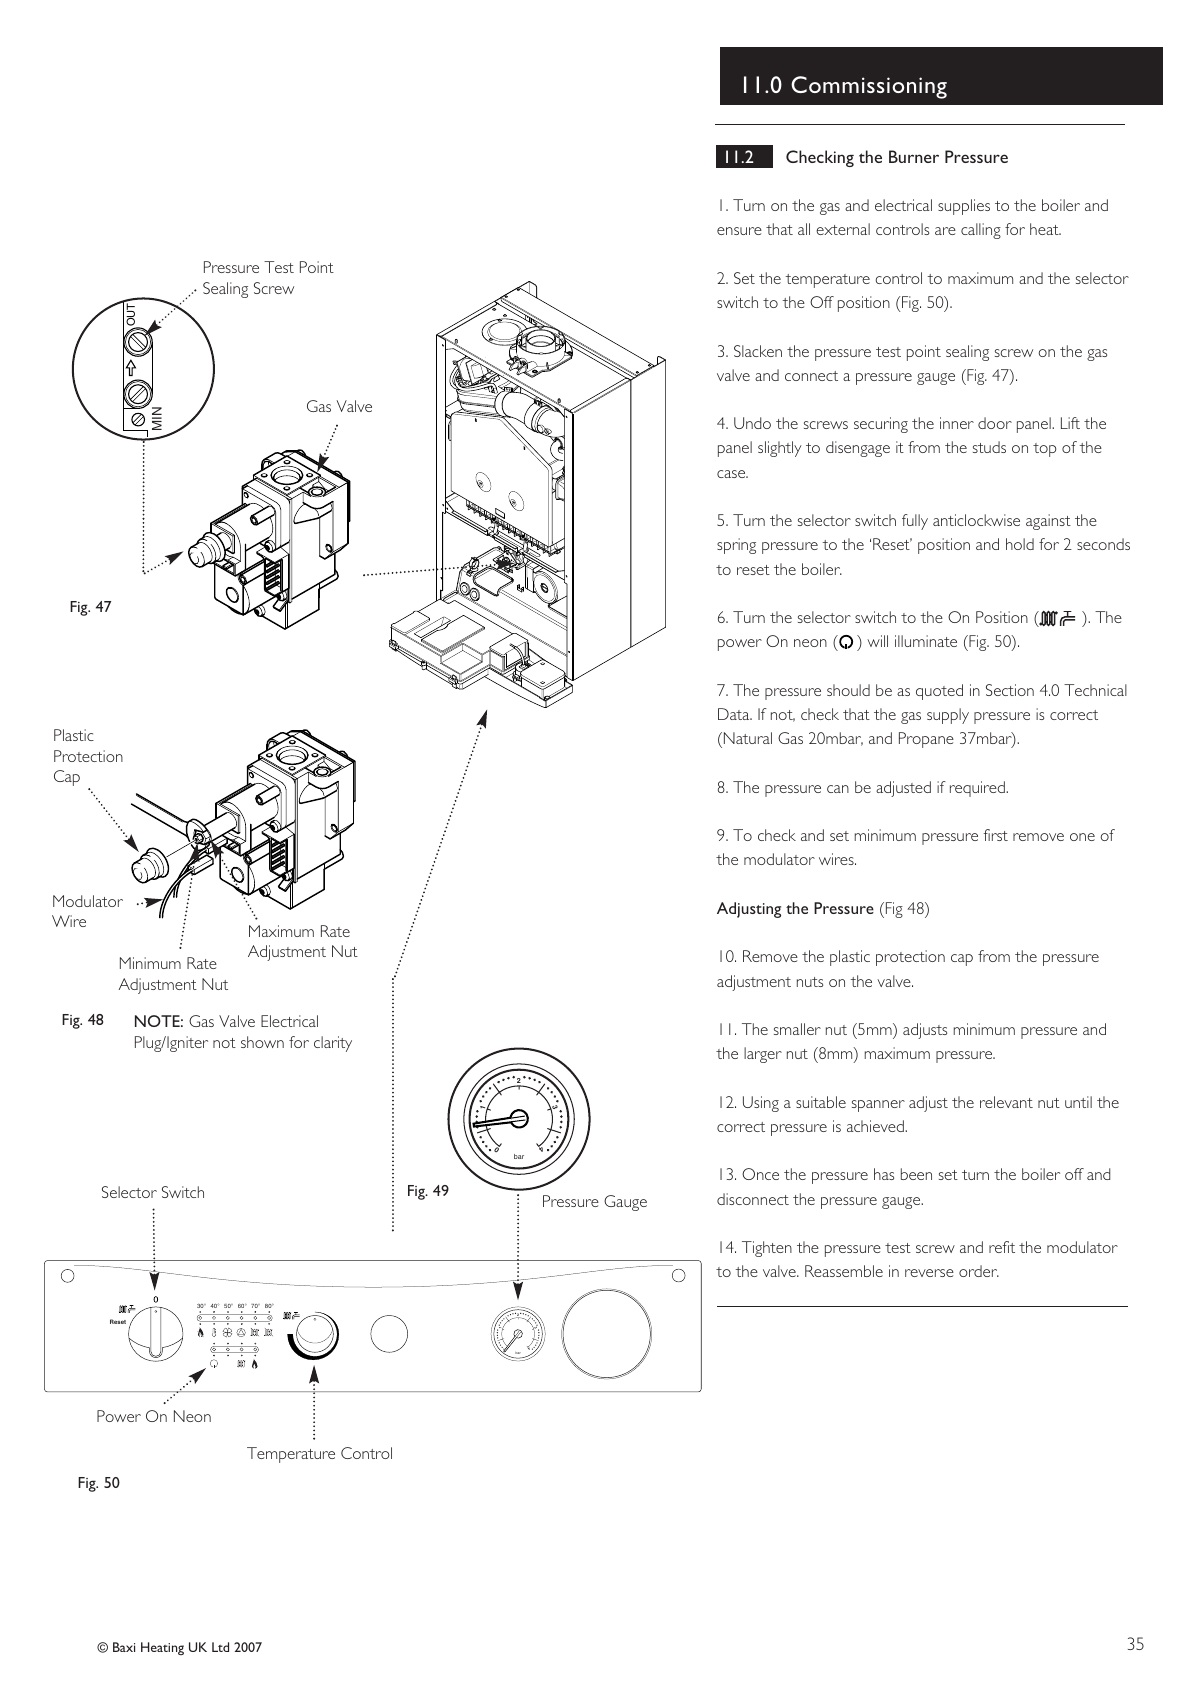 11.0 Commissioning
11.2 Checking the Burner Pressure
1. Turn on the gas and electrical supplies to the boiler and
ensure that all external controls are calling for heat.
2. Set the temperature control to maximum and the selector
switch to the Off position (Fig. 50).
3. Slacken the pressure test point sealing screw on the gas
valve and connect a pressure gauge (Fig. 47).
4. Undo the screws securing the inner door panel. Lift the
panel slightly to disengage it from the studs on top of the
case.
5. Turn the selector switch fully anticlockwise against the
spring pressure to the ‘Reset’ position and hold for 2 seconds
to reset the boiler.
6. Turn the selector switch to the On Position ( ). The
power On neon ( ) will illuminate (Fig. 50).
7. The pressure should be as quoted in Section 4.0 Technical
Data. If not, check that the gas supply pressure is correct
(Natural Gas 20mbar, and Propane 37mbar).
8. The pressure can be adjusted if required.
9. To check and set minimum pressure first remove one of
the modulator wires.
Adjusting the Pressure (Fig 48)
10. Remove the plastic protection cap from the pressure
adjustment nuts on the valve.
11. The smaller nut (5mm) adjusts minimum pressure and
the larger nut (8mm) maximum pressure.
12. Using a suitable spanner adjust the relevant nut until the
correct pressure is achieved.
13. Once the pressure has been set turn the boiler off and
disconnect the pressure gauge.
14. Tighten the pressure test screw and refit the modulator
to the valve. Reassemble in reverse order.
Pressure Test Point
Sealing Screw
OUT
MIN
Gas Valve
Fig. 47
Plastic
Protection
Cap
Modulator
Wire
Maximum Rate
Adjustment Nut
Minimum Rate
Adjustment Nut
Fig. 48
NOTE: Gas Valve Electrical
Plug/Igniter not shown for clarity
0 1 2 3 4
bar
Fig. 49
Pressure Gauge
Selector Switch
0
Reset
30° 40° 50° 60° 70° 80°
Power On Neon
Temperature Control
Fig. 50
© Baxi Heating UK Ltd 2007
35